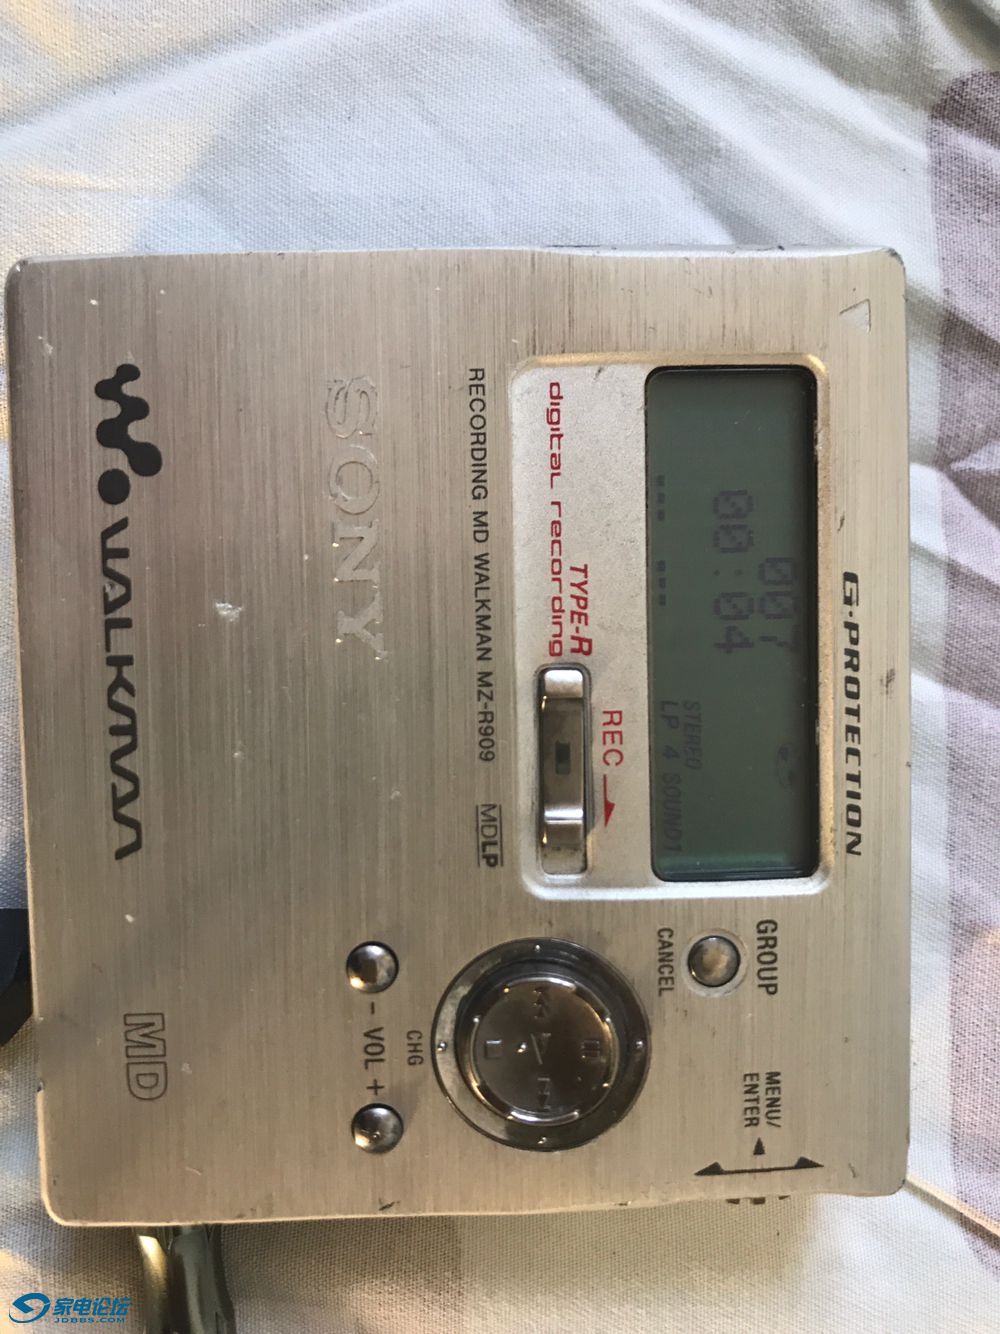 G-PROTECTION
007
00:04
STEREO
LP 4 SOUND1
REC
TYPE-R
digital recording
GROUP
CANCEL
MENU/
ENTER
RECORDING MD WALKMAN MZ-R909 MDLP
CHG
- VOL +
SONY
WALKMAN
MD
家电论坛
JDBBS.COM